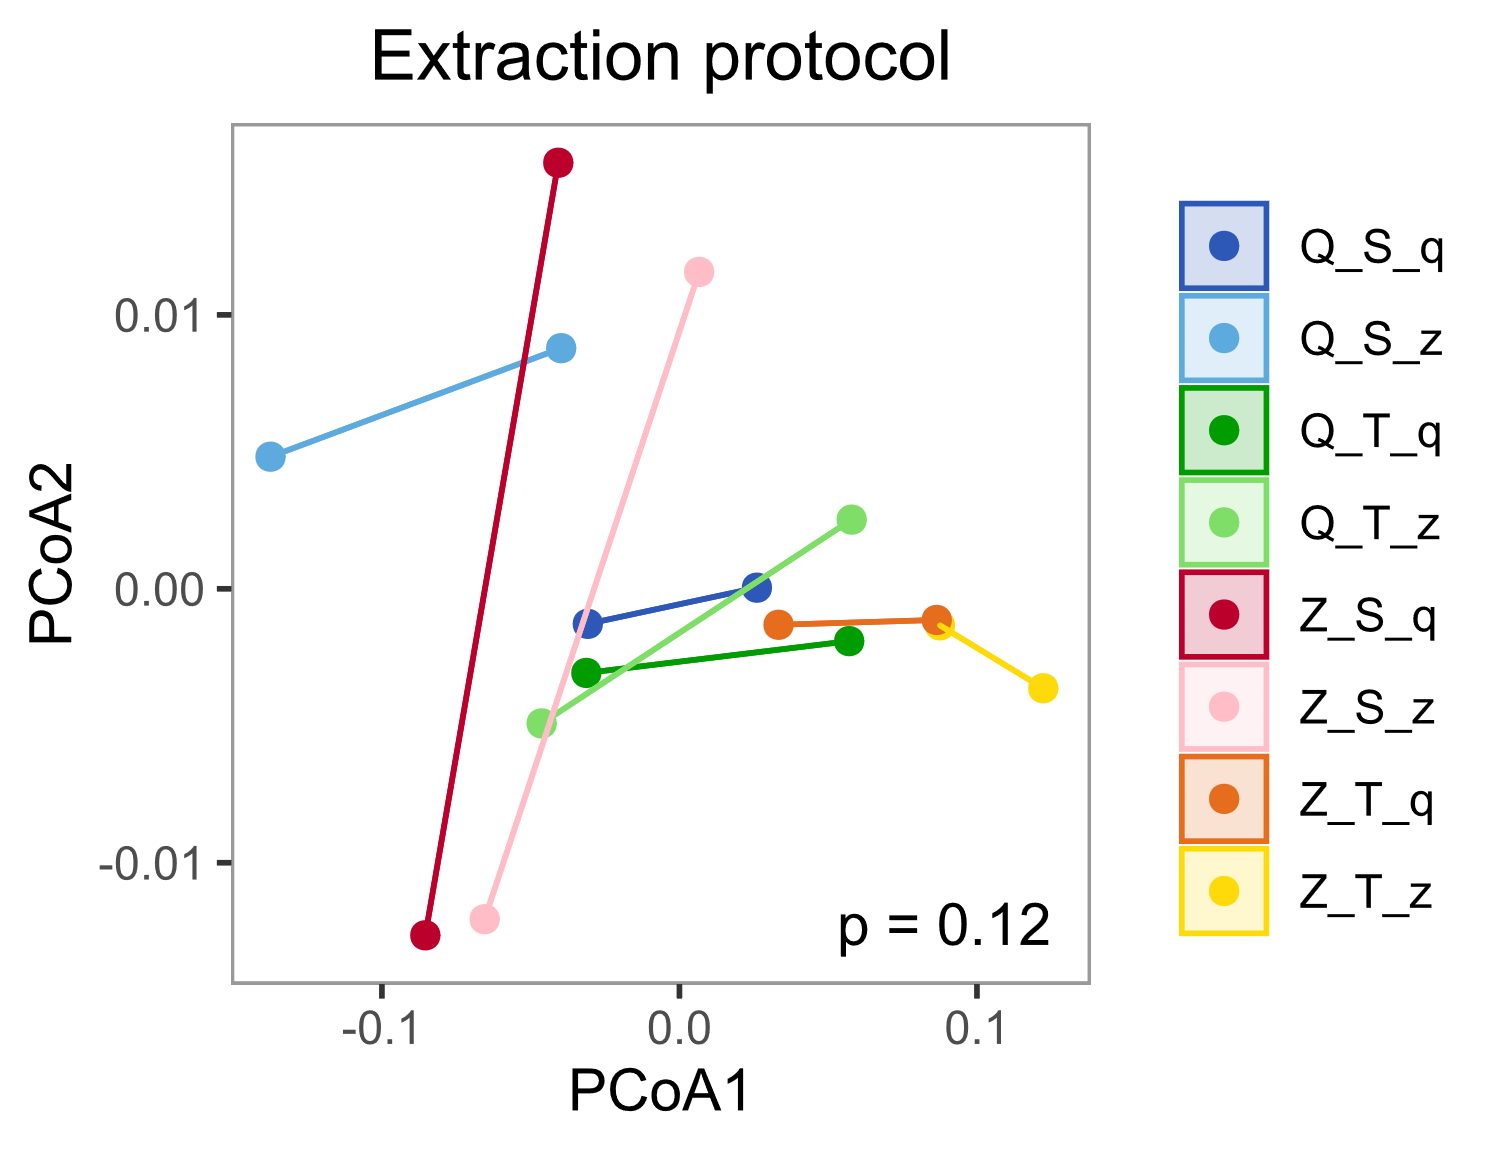 Extraction protocol
PCoA2
0.01
0.00
-0.01
-0.1
0.0
0.1
PCoA1
p = 0.12
Q_S_q
Q_S_z
Q_T_q
Q_T_z
Z_S_q
Z_S_z
Z_T_q
Z_T_z